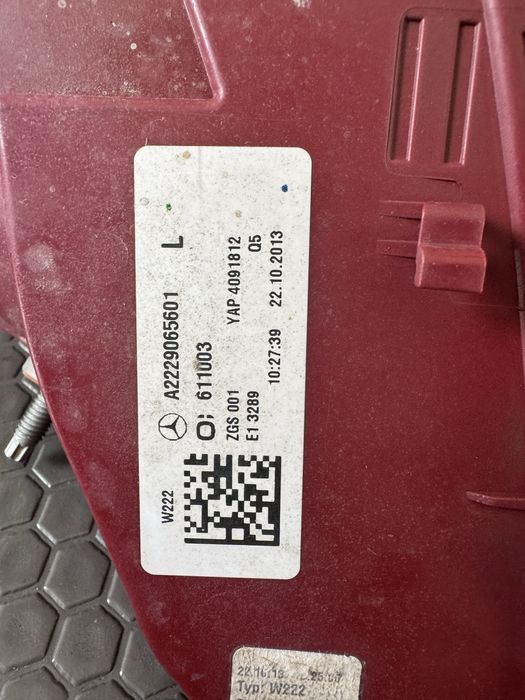 W222
A2229065601 L
O; 611003
ZGS 001 YAP 4091812
E1 3289 Q5
10:27:39 22.10.2013
Typ: W222